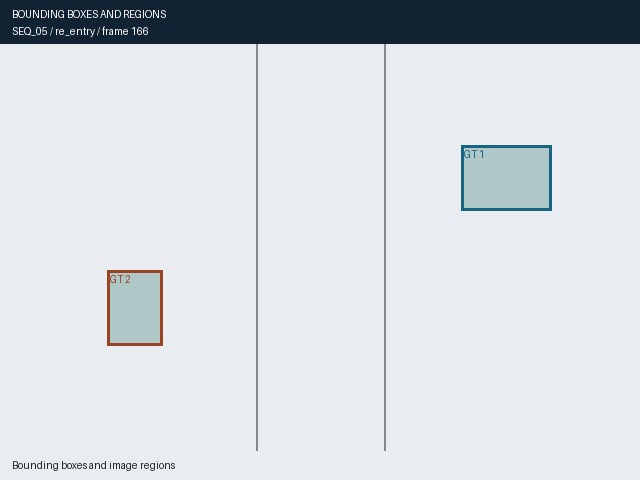 BOUNDING BOXES AND REGIONS
SEQ_05 / re_entry / frame 166
GT1
GT2
Bounding boxes and image regions